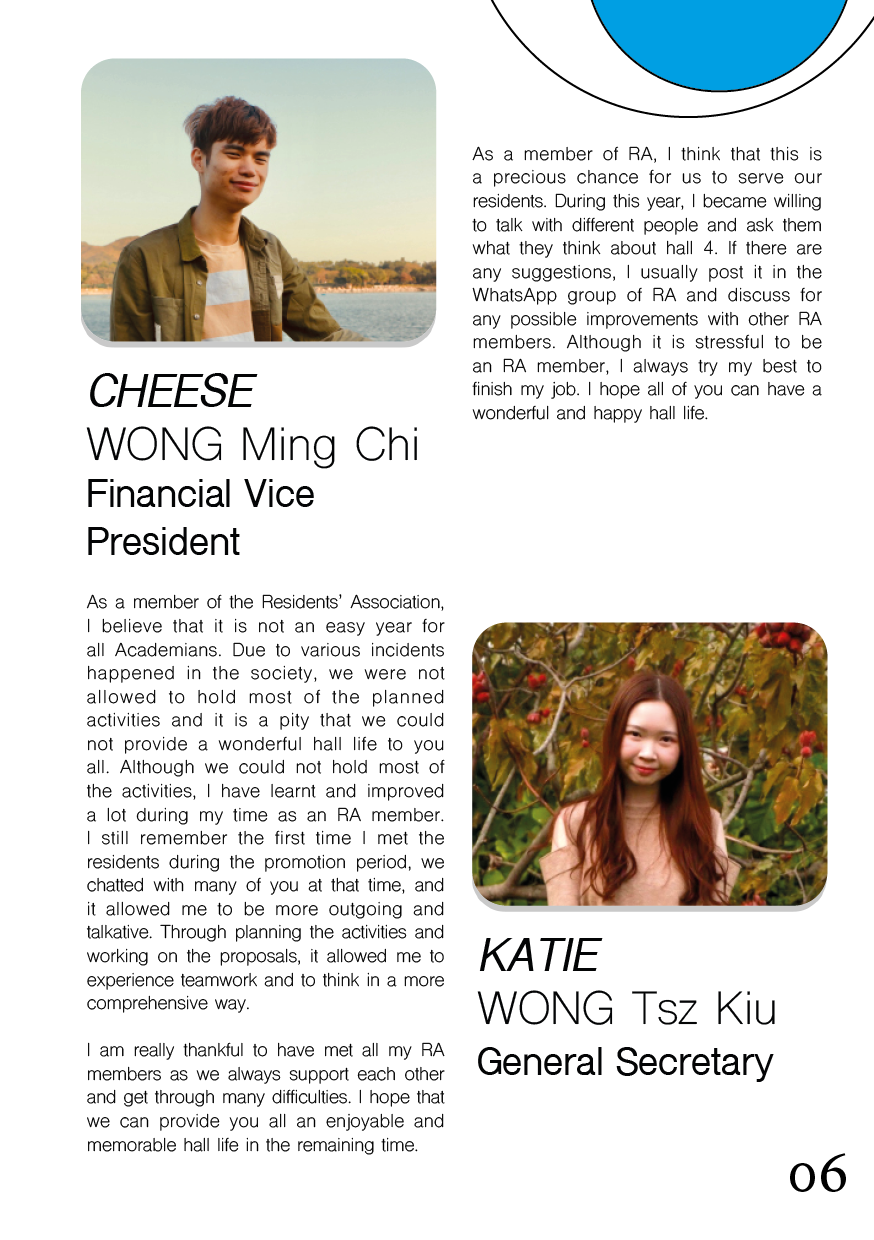 CHEESE
WONG Ming Chi
Financial Vice
President
As a member of the Residents’ Association,
I believe that it is not an easy year for
all Academians. Due to various incidents
happened in the society, we were not
allowed to hold most of the planned
activities and it is a pity that we could
not provide a wonderful hall life to you
all. Although we could not hold most of
the activities, I have learnt and improved
a lot during my time as an RA member.
I still remember the first time I met the
residents during the promotion period, we
chatted with many of you at that time, and
it allowed me to be more outgoing and
talkative. Through planning the activities and
working on the proposals, it allowed me to
experience teamwork and to think in a more
comprehensive way.
I am really thankful to have met all my RA
members as we always support each other
and get through many difficulties. I hope that
we can provide you all an enjoyable and
memorable hall life in the remaining time.
As a member of RA, I think that this is
a precious chance for us to serve our
residents. During this year, I became willing
to talk with different people and ask them
what they think about hall 4. If there are
any suggestions, I usually post it in the
WhatsApp group of RA and discuss for
any possible improvements with other RA
members. Although it is stressful to be
an RA member, I always try my best to
finish my job. I hope all of you can have a
wonderful and happy hall life.
KATIE
WONG Tsz Kiu
General Secretary
06